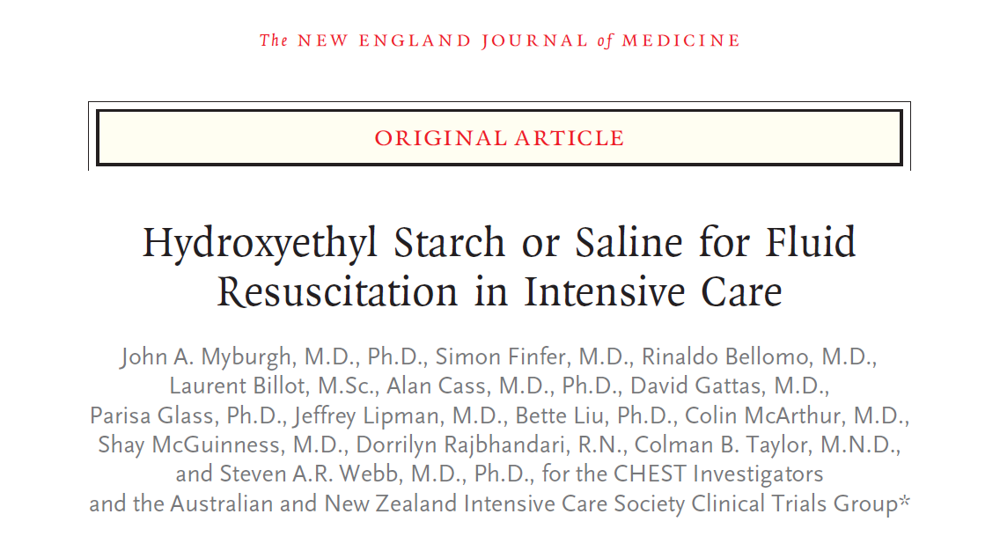 The NEW ENGLAND JOURNAL of MEDICINE
ORIGINAL ARTICLE
Hydroxyethyl Starch or Saline for Fluid
Resuscitation in Intensive Care
John A. Myburgh, M.D., Ph.D., Simon Finfer, M.D., Rinaldo Bellomo, M.D.,
Laurent Billot, M.Sc., Alan Cass, M.D., Ph.D., David Gattas, M.D.,
Parisa Glass, Ph.D., Jeffrey Lipman, M.D., Bette Liu, Ph.D., Colin McArthur, M.D.,
Shay McGuinness, M.D., Dorrilyn Rajbhandari, R.N., Colman B. Taylor, M.N.D.,
and Steven A.R. Webb, M.D., Ph.D., for the CHEST Investigators
and the Australian and New Zealand Intensive Care Society Clinical Trials Group*